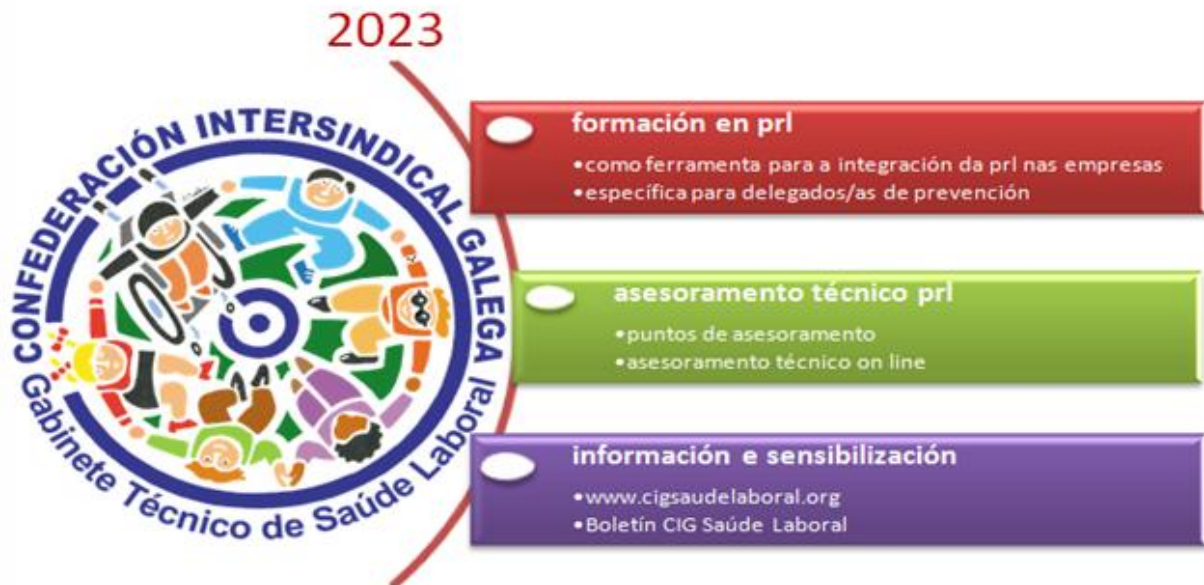 2023
CONFEDERACIÓN INTERSINDICAL GALEGA /
Gabinete Técnico de Saúde Laboral
formación en prl
•como ferramenta para a integración da prl nas empresas
•específica para delegados/as de prevención
asesoramento técnico prl
•puntos de asesoramento
•asesoramento técnico on line
información e sensibilización
•www.cigsaudelaboral.org
•Boletín CIG Saúde Laboral